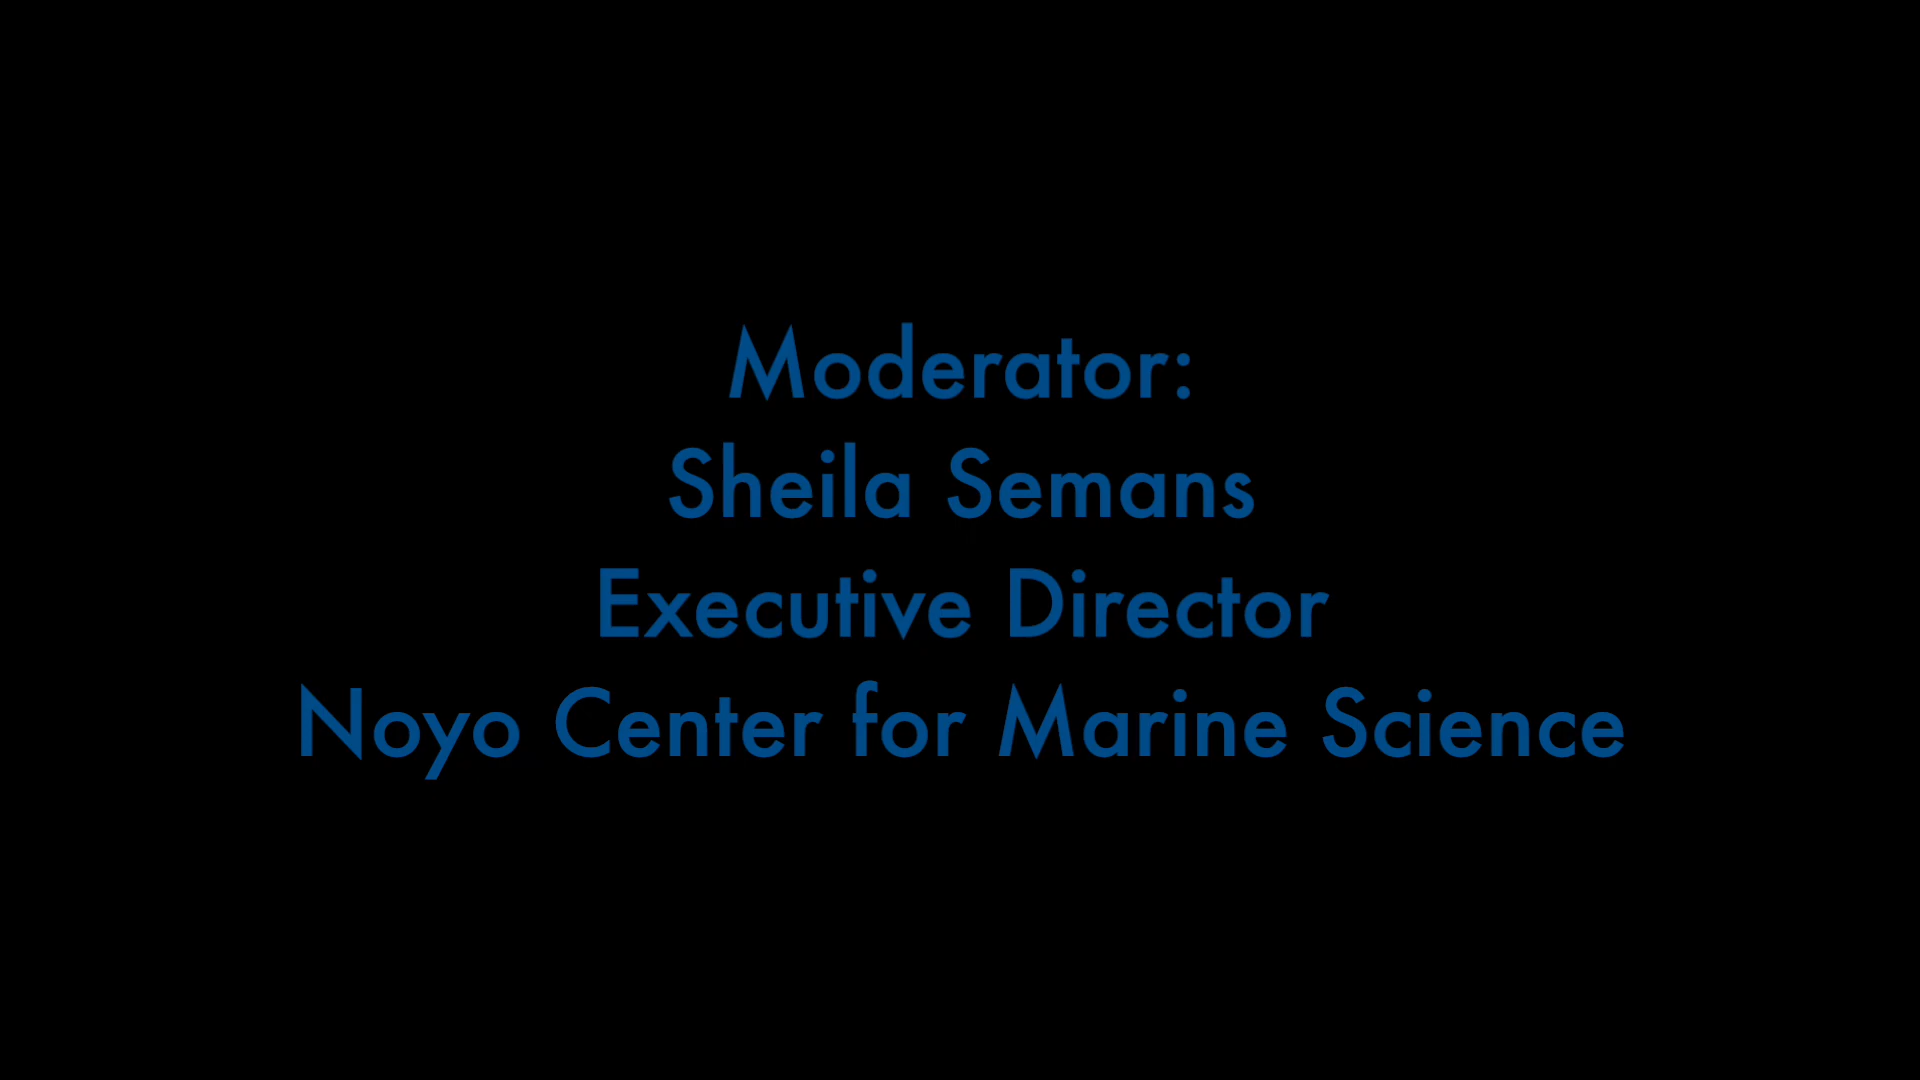 Moderator:
Sheila Semans
Executive Director
Noyo Center for Marine Science